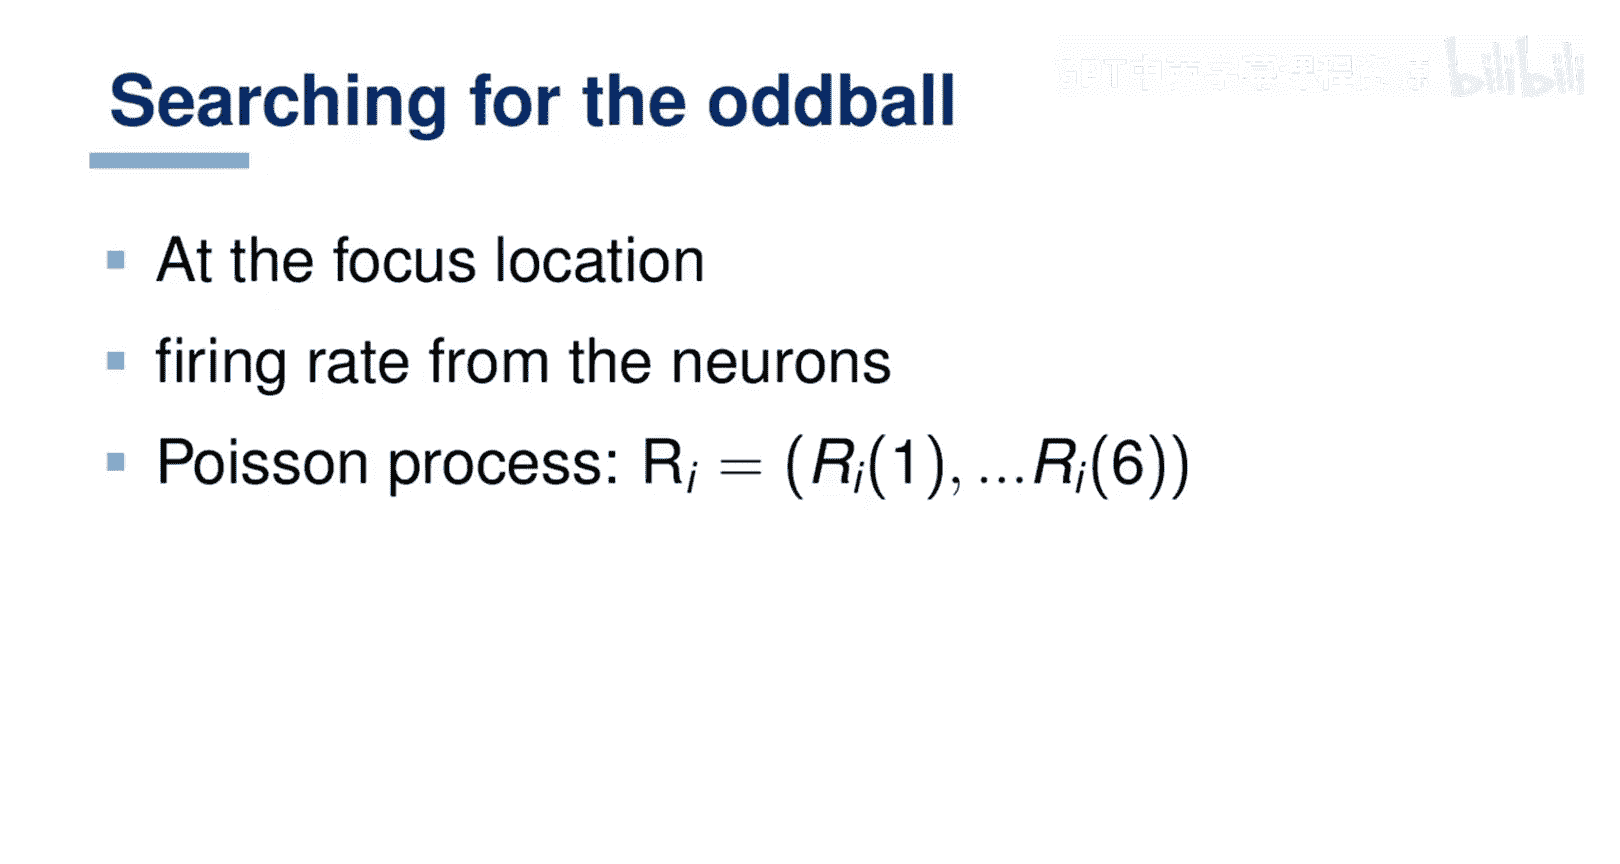 Searching for the oddball
At the focus location
firing rate from the neurons
Poisson process: R_i = (R_i(1), ...R_i(6))
bilibili